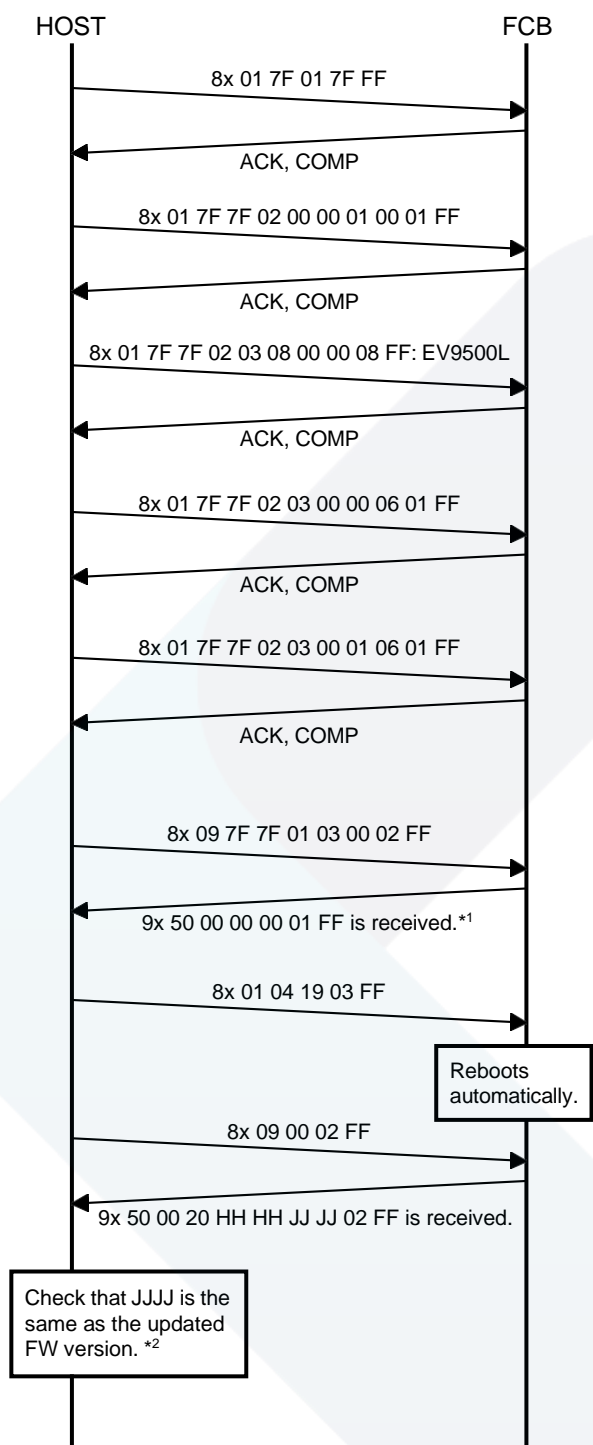 HOST
FCB
8x 01 7F 01 7F FF
ACK, COMP
8x 01 7F 7F 02 00 00 01 00 01 FF
ACK, COMP
8x 01 7F 7F 02 03 08 00 00 08 FF: EV9500L
ACK, COMP
8x 01 7F 7F 02 03 00 00 06 01 FF
ACK, COMP
8x 01 7F 7F 02 03 00 01 06 01 FF
ACK, COMP
8x 09 7F 7F 01 03 00 02 FF
9x 50 00 00 00 01 FF is received.*1
8x 01 04 19 03 FF
Reboots
automatically.
8x 09 00 02 FF
9x 50 00 20 HH HH JJ JJ 02 FF is received.
Check that JJJJ is the
same as the updated
FW version. *2